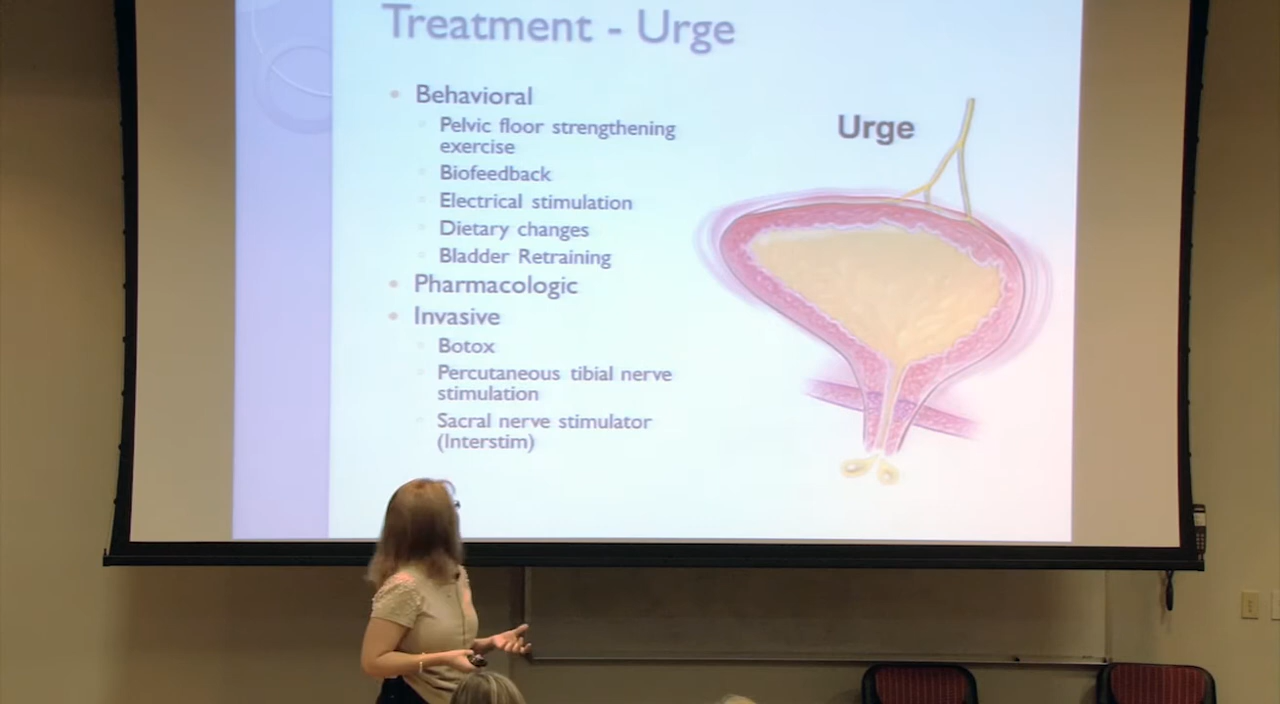 Treatment - Urge
Behavioral
Pelvic floor strengthening
exercise
Biofeedback
Electrical stimulation
Dietary changes
Bladder Retraining
Pharmacologic
Invasive
Botox
Percutaneous tibial nerve
stimulation
Sacral nerve stimulator
(Interstim)
Urge